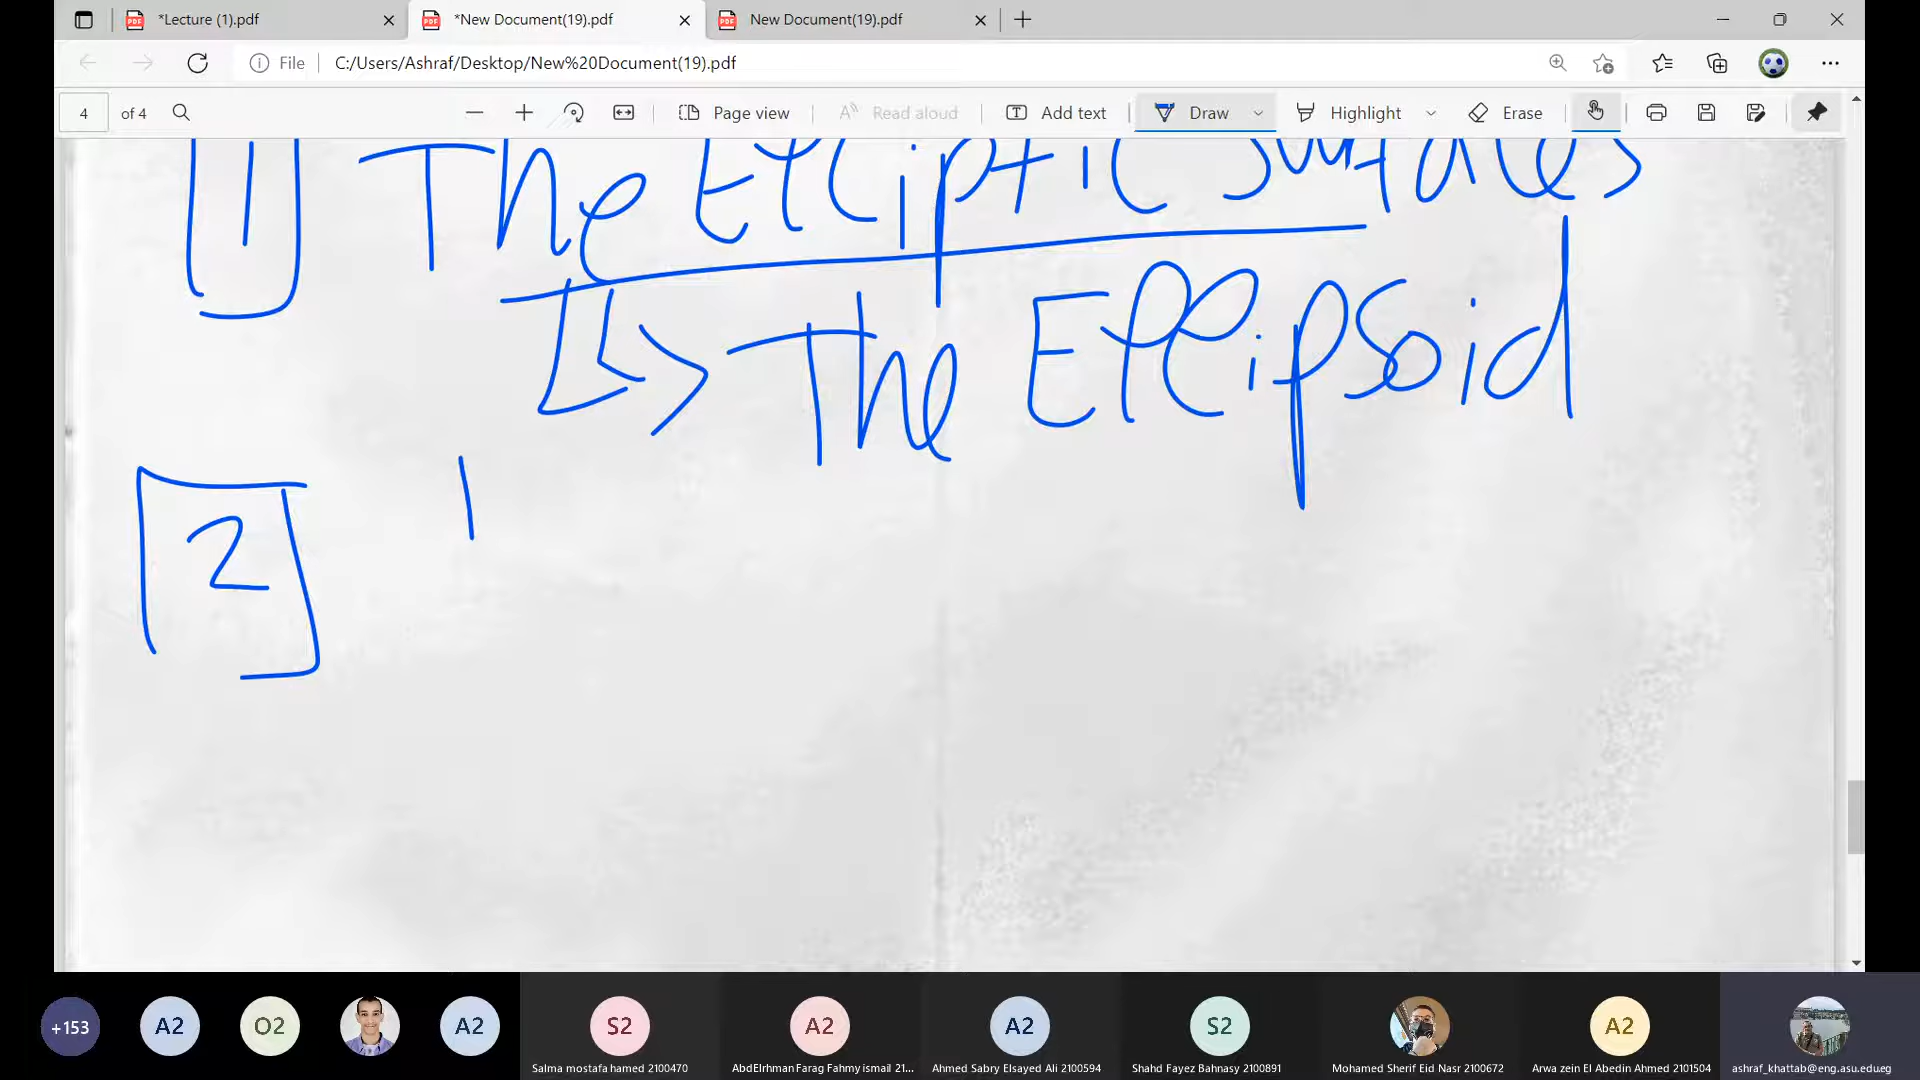 *Lecture (1).pdf *New Document(19).pdf New Document(19).pdf
File C:/Users/Ashraf/Desktop/New%20Document(19).pdf
4 of 4 Page view Read aloud Add text Draw Highlight Erase
1 The Elliptic Surfaces
The Ellipsoid
2
+153 A2 O2 A2 S2 A2 A2 S2 A2
Salma mostafa hamed 2100470 AbdElrhman Farag Fahmy ismail 21... Ahmed Sabry Elsayed Ali 2100594 Shahd Fayez Bahnasy 2100891 Mohamed Sherif Eid Nasr 2100672 Arwa zein El Abedin Ahmed 2101504 ashraf_khattab@eng.asu.edu.eg